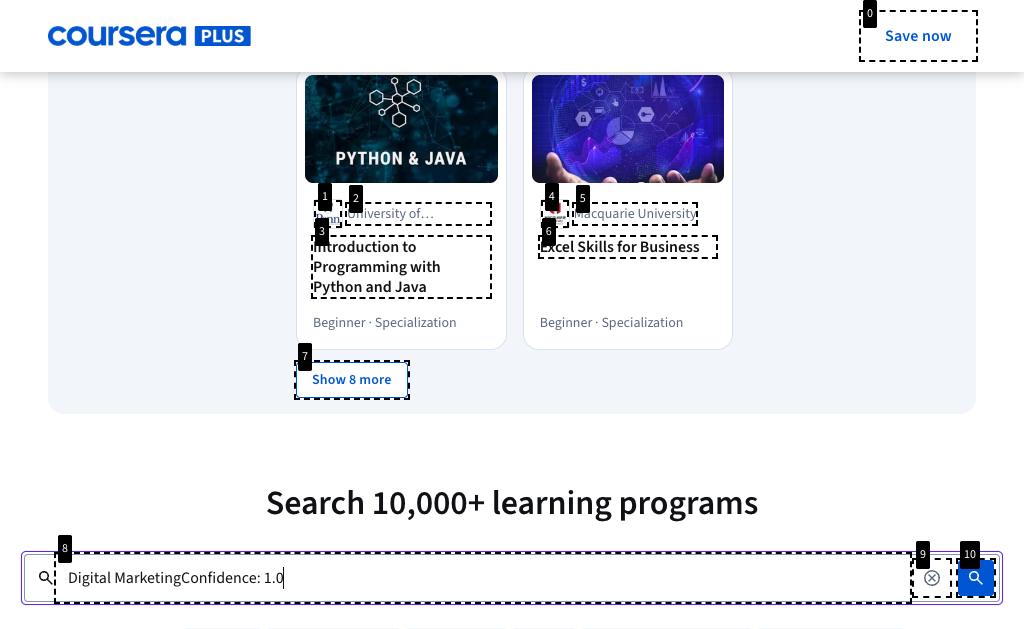 coursera PLUS
0
Save now
PYTHON & JAVA
1
2
University of…
3
Introduction to
Programming with
Python and Java
Beginner · Specialization
4
5
Macquarie University
6
Excel Skills for Business
Beginner · Specialization
7
Show 8 more
Search 10,000+ learning programs
8
Digital MarketingConfidence: 1.0
9
10